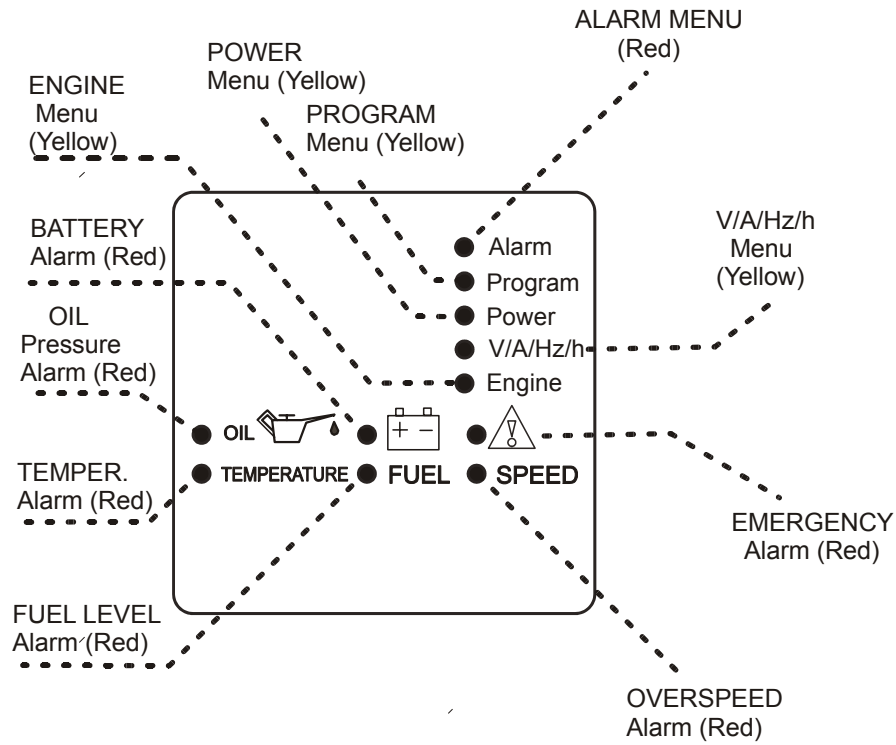 ALARM MENU
(Red)
POWER
Menu (Yellow)
ENGINE
Menu
(Yellow)
PROGRAM
Menu (Yellow)
BATTERY
Alarm (Red)
V/A/Hz/h
Menu
(Yellow)
OIL
Pressure
Alarm (Red)
Alarm
Program
Power
V/A/Hz/h
Engine
OIL
+ −
!
TEMPERATURE
FUEL
SPEED
TEMPER.
Alarm (Red)
EMERGENCY
Alarm (Red)
FUEL LEVEL
Alarm (Red)
OVERSPEED
Alarm (Red)